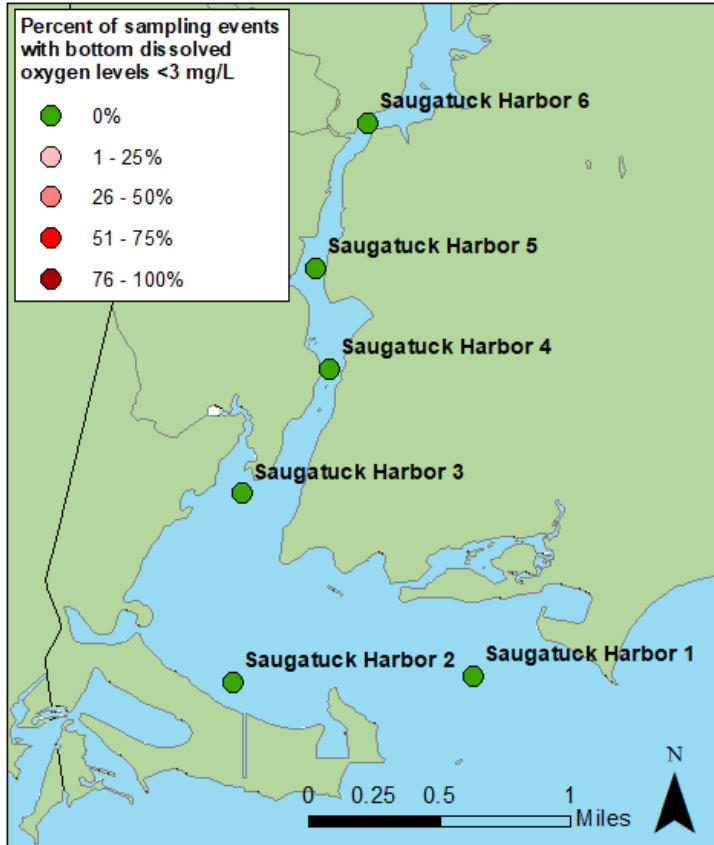 Percent of sampling events
with bottom dissolved
oxygen levels <3 mg/L
0%
1 - 25%
26 - 50%
51 - 75%
76 - 100%
Saugatuck Harbor 6
Saugatuck Harbor 5
Saugatuck Harbor 4
Saugatuck Harbor 3
Saugatuck Harbor 2
Saugatuck Harbor 1
N
0 0.25 0.5 1
Miles